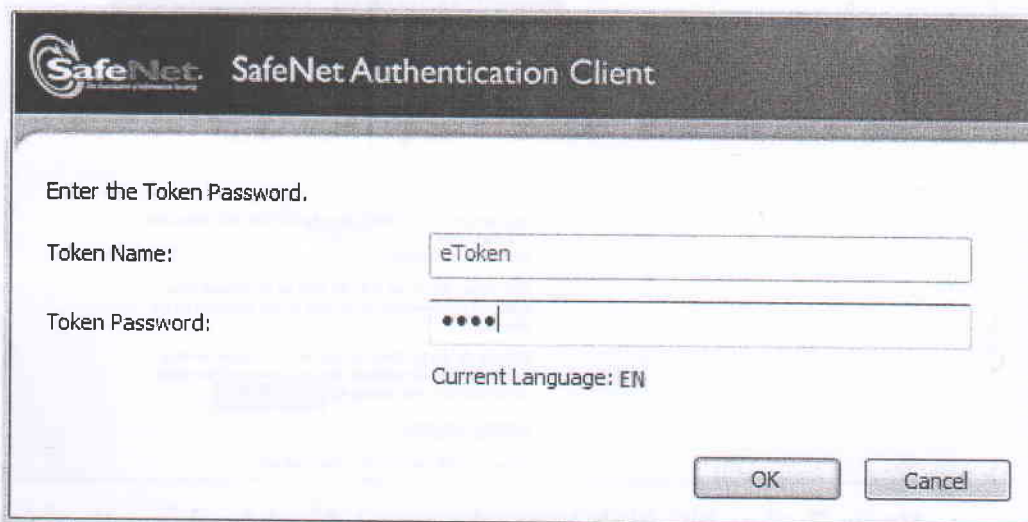 SafeNet. SafeNet Authentication Client
Enter the Token Password.
Token Name: eToken
Token Password: ••••
Current Language: EN
OK Cancel